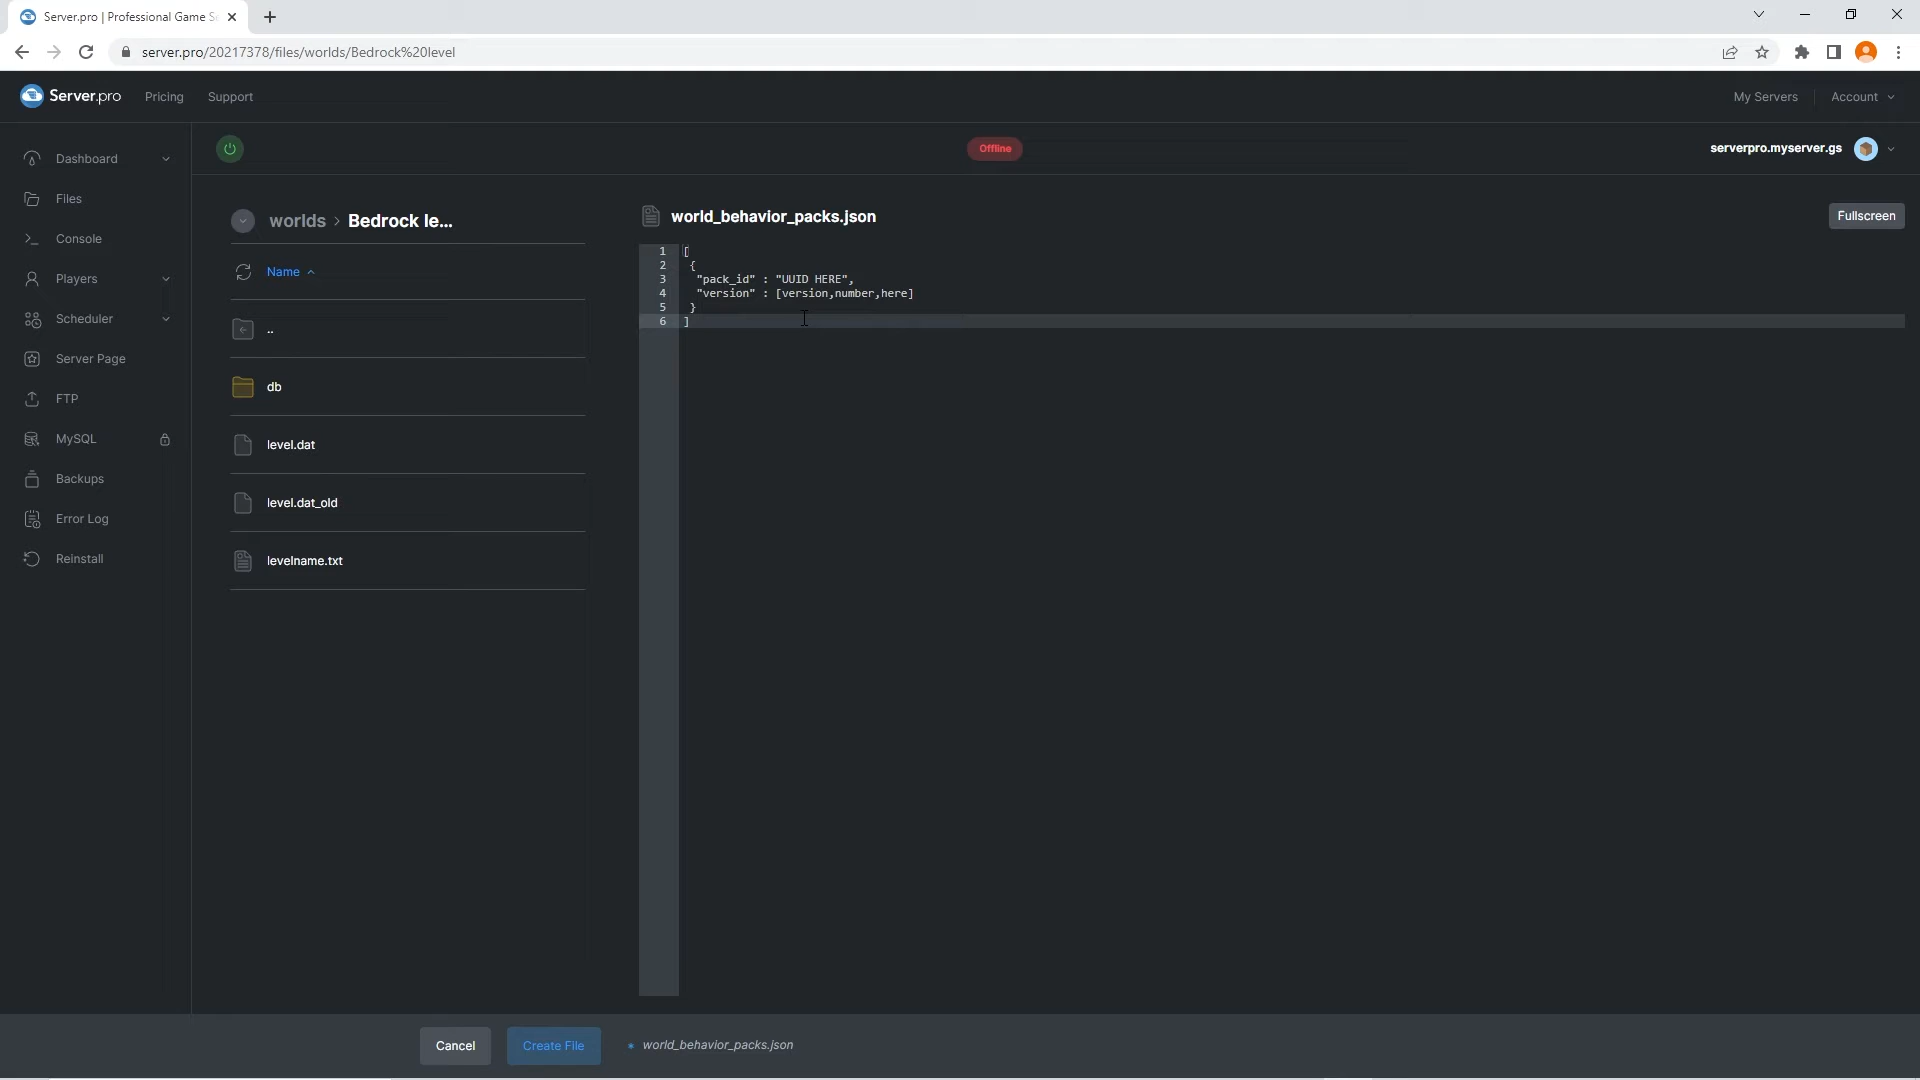 Server.pro | Professional Game Se
server.pro/20217378/files/worlds/Bedrock%20level
Server.pro
Pricing
Support
My Servers
Account
Dashboard
Files
Console
Players
Scheduler
Server Page
FTP
MySQL
Backups
Error Log
Reinstall
Offline
serverpro.myserver.gs
worlds > Bedrock le...
Name
..
db
level.dat
level.dat_old
levelname.txt
world_behavior_packs.json
Fullscreen
1 [
2 {
3 "pack_id" : "UUID HERE",
4 "version" : [version,number,here]
5 }
6 ]
Cancel
Create File
world_behavior_packs.json